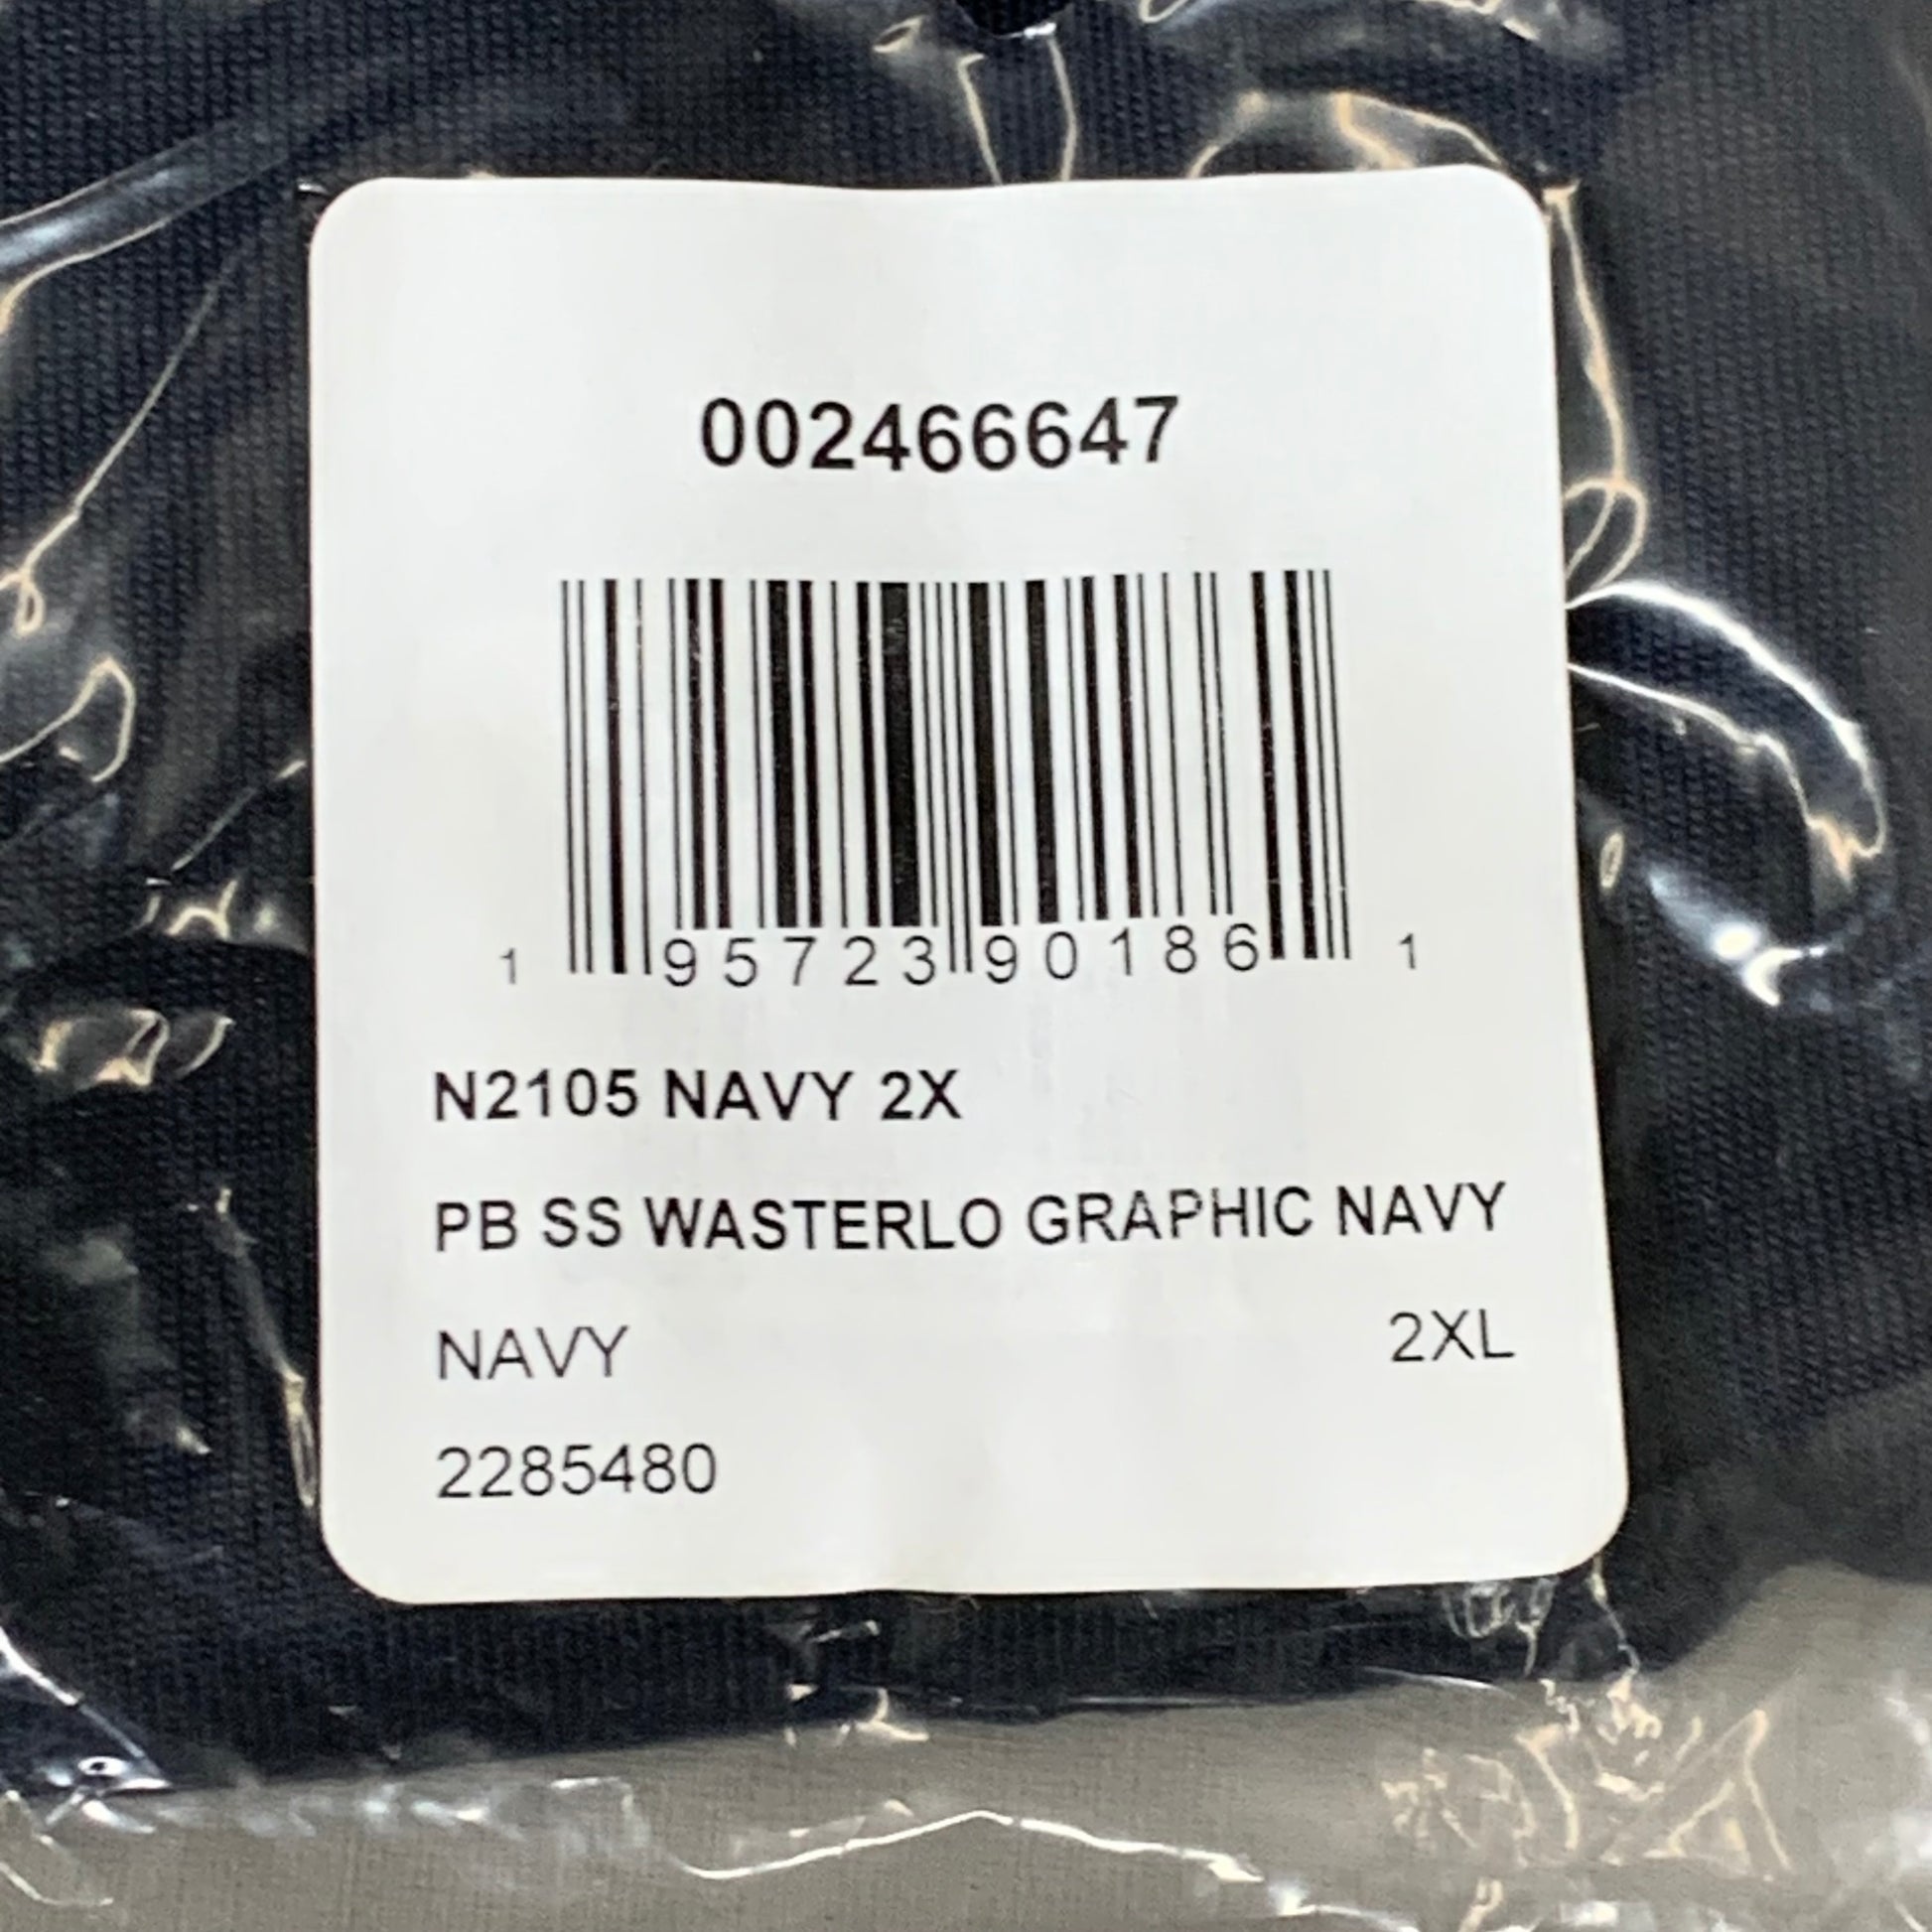 002466647
1 95723 90186 1
N2105 NAVY 2X
PB SS WASTERLO GRAPHIC NAVY
NAVY 2XL
2285480